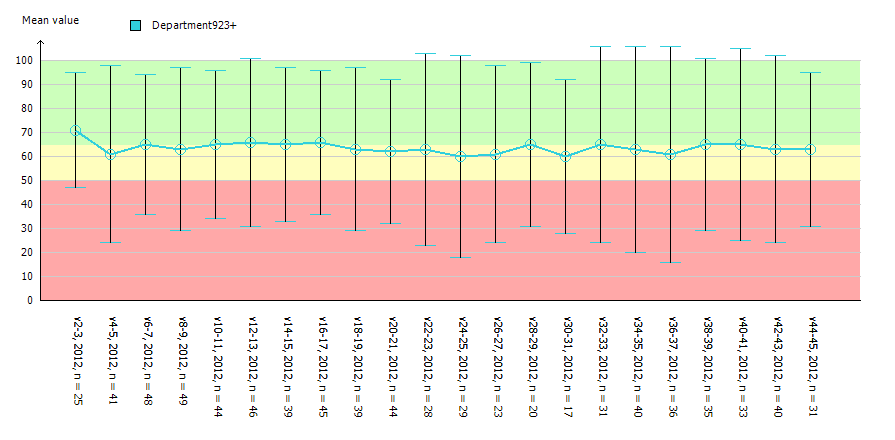 Mean value
Department923+
100
90
80
70
60
50
40
30
20
10
0
v2-3, 2012, n = 25
v4-5, 2012, n = 41
v6-7, 2012, n = 48
v8-9, 2012, n = 49
v10-11, 2012, n = 44
v12-13, 2012, n = 46
v14-15, 2012, n = 39
v16-17, 2012, n = 45
v18-19, 2012, n = 39
v20-21, 2012, n = 44
v22-23, 2012, n = 28
v24-25, 2012, n = 29
v26-27, 2012, n = 23
v28-29, 2012, n = 20
v30-31, 2012, n = 17
v32-33, 2012, n = 31
v34-35, 2012, n = 40
v36-37, 2012, n = 36
v38-39, 2012, n = 35
v40-41, 2012, n = 33
v42-43, 2012, n = 40
v44-45, 2012, n = 31